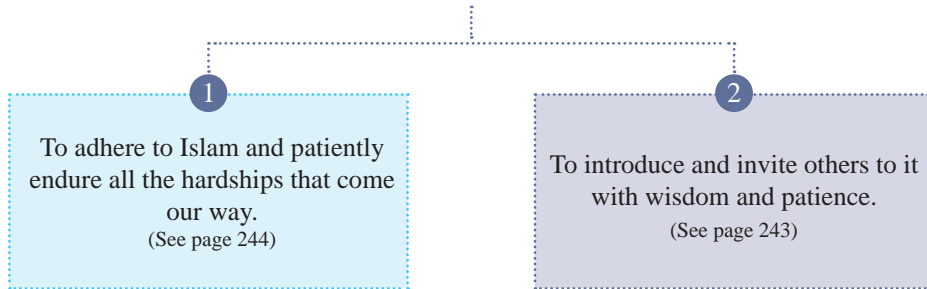 1
To adhere to Islam and patiently
endure all the hardships that come
our way.
(See page 244)
2
To introduce and invite others to it
with wisdom and patience.
(See page 243)